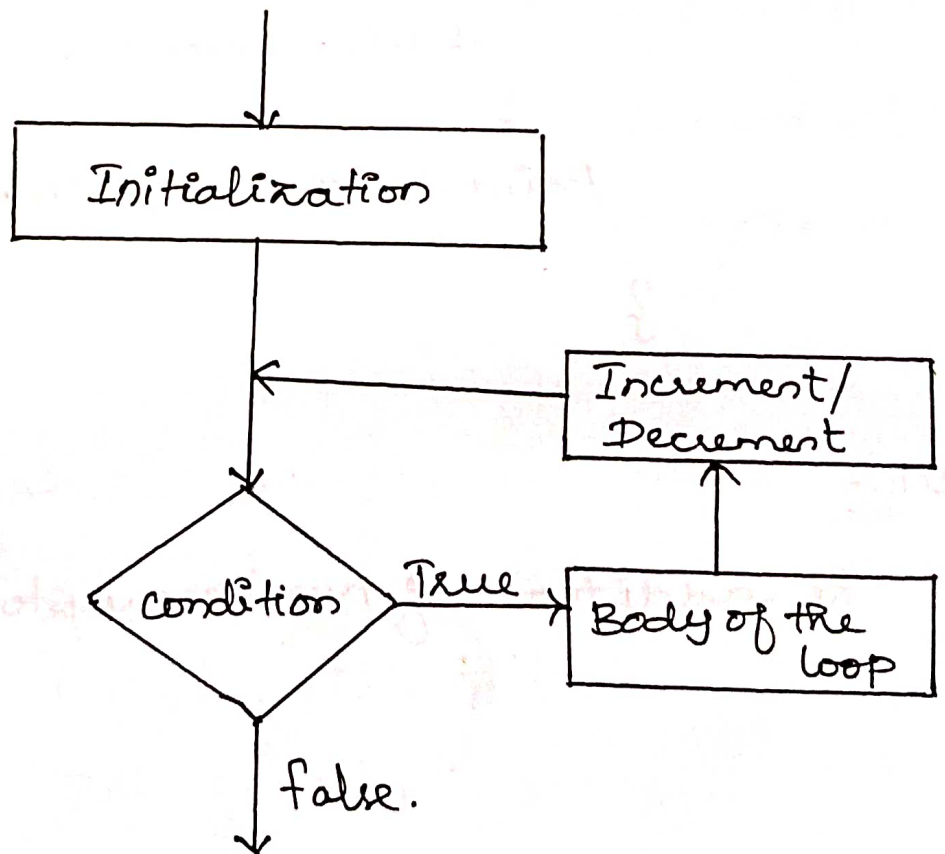 Initialization
Increment/
Decrement
condition
True
Body of the
loop
false.